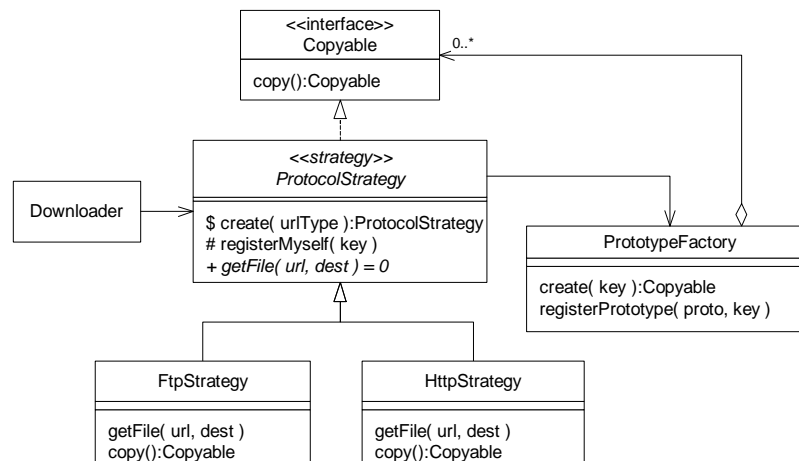 <<interface>>
Copyable
copy():Copyable
0..*
<<strategy>>
ProtocolStrategy
$ create( urlType ):ProtocolStrategy
# registerMyself( key )
+ getFile( url, dest ) = 0
Downloader
PrototypeFactory
create( key ):Copyable
registerPrototype( proto, key )
FtpStrategy
getFile( url, dest )
copy():Copyable
HttpStrategy
getFile( url, dest )
copy():Copyable